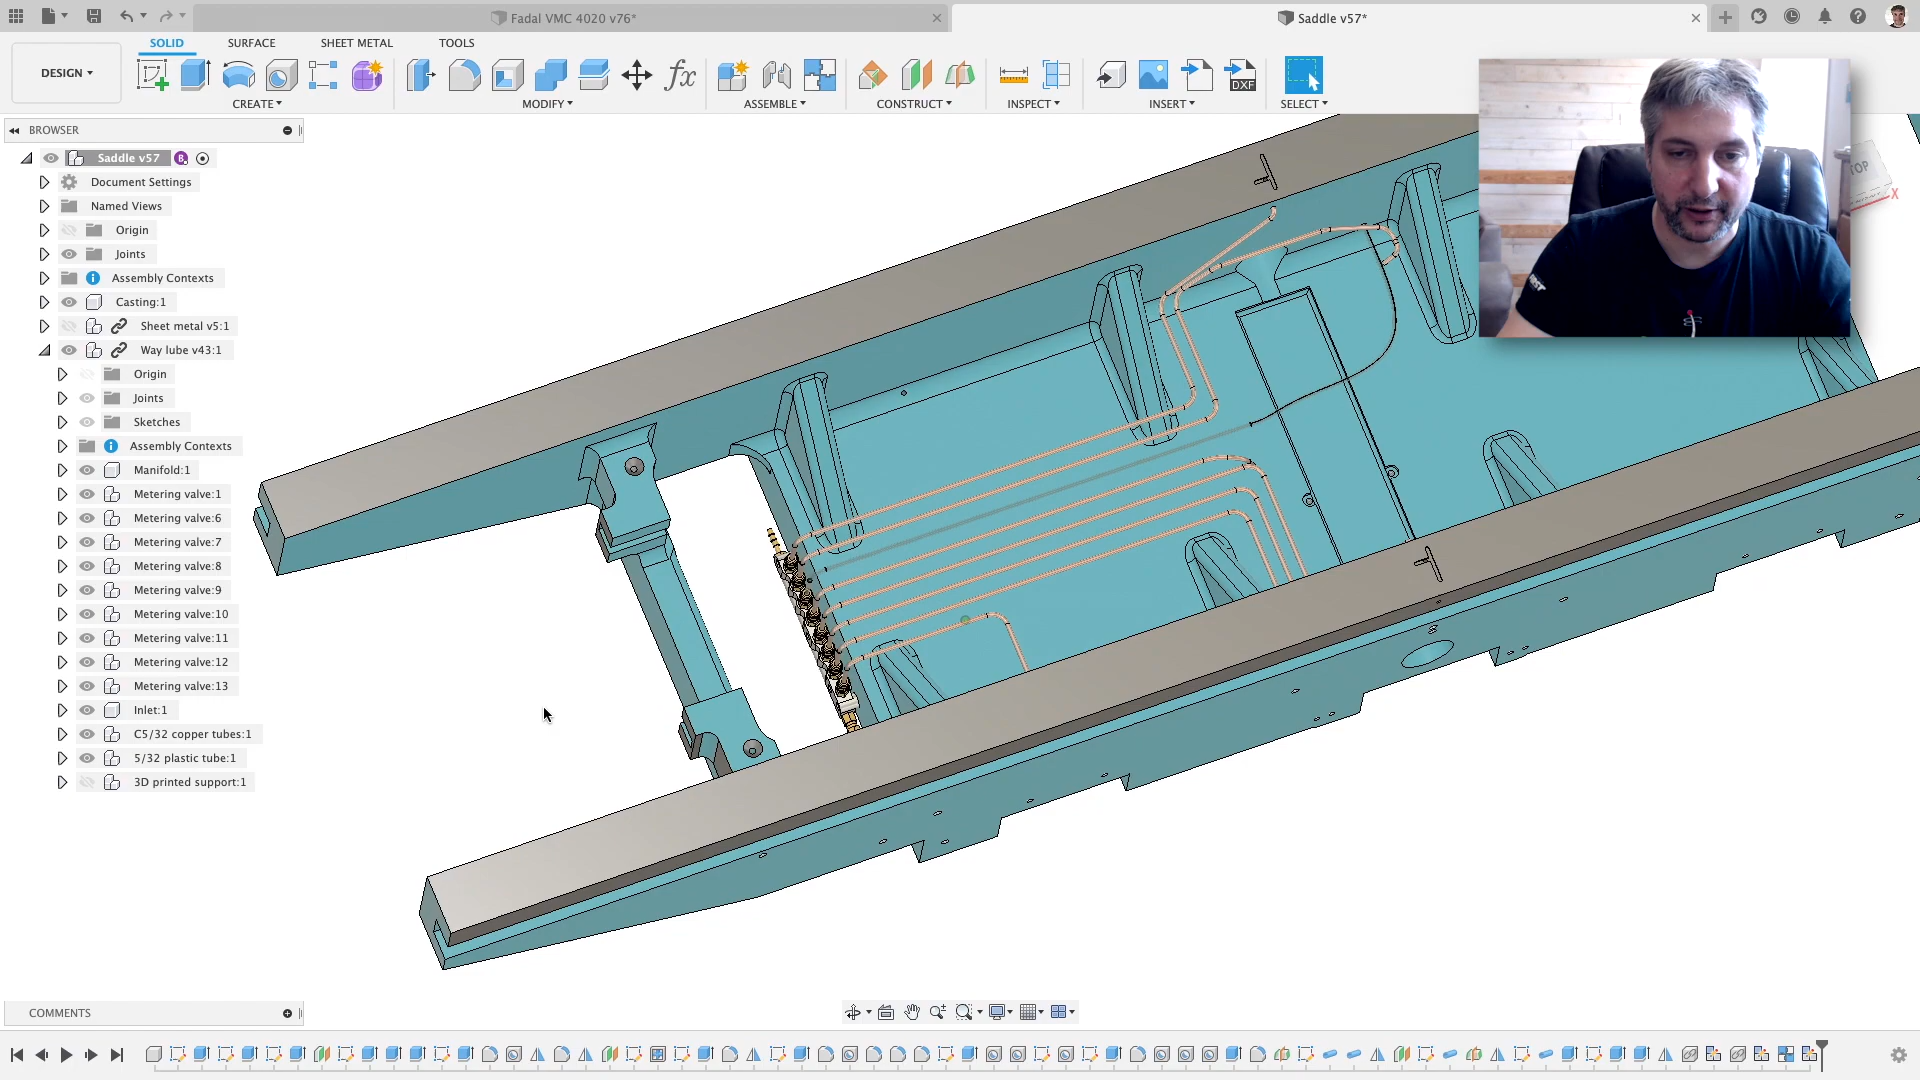 Fadal VMC 4020 v76*
Saddle v57*
DESIGN
SOLID
SURFACE
SHEET METAL
TOOLS
CREATE
MODIFY
ASSEMBLE
CONSTRUCT
INSPECT
INSERT
SELECT
fx
DXF
BROWSER
Saddle v57
Document Settings
Named Views
Origin
Joints
Assembly Contexts
Casting:1
Sheet metal v5:1
Way lube v43:1
Origin
Joints
Sketches
Assembly Contexts
Manifold:1
Metering valve:1
Metering valve:6
Metering valve:7
Metering valve:8
Metering valve:9
Metering valve:10
Metering valve:11
Metering valve:12
Metering valve:13
Inlet:1
C5/32 copper tubes:1
5/32 plastic tube:1
3D printed support:1
TOP
X
COMMENTS